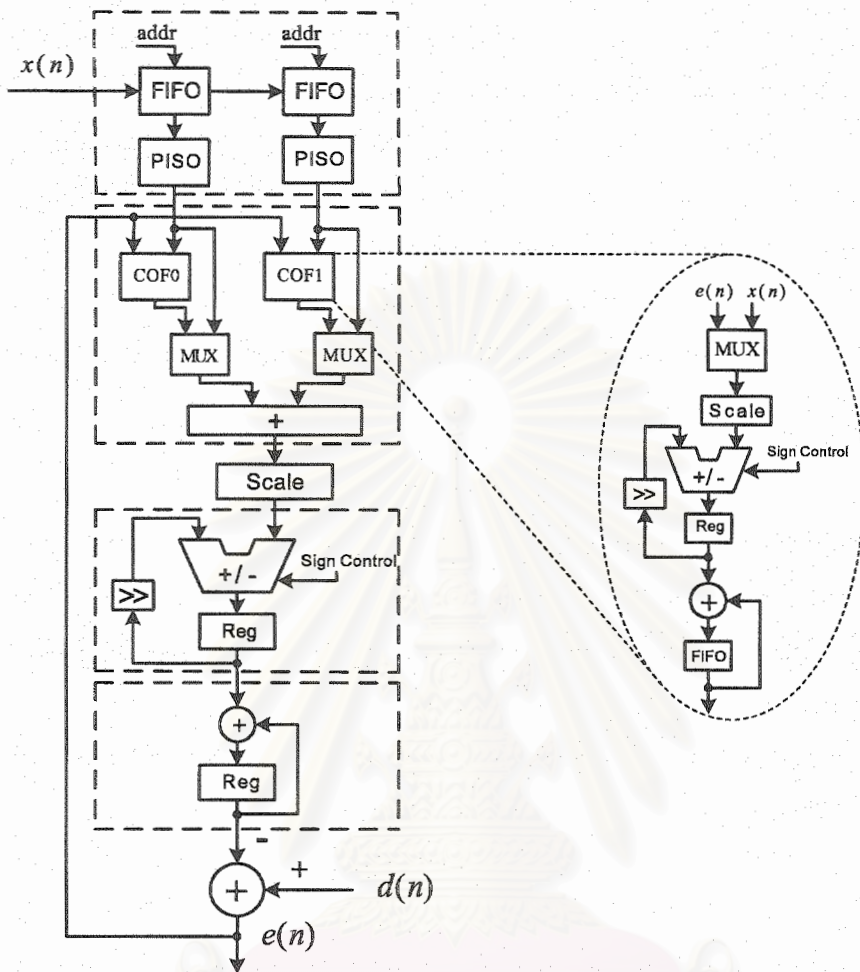 addr addr
x(n)
FIFO FIFO
PISO PISO
COF0 COF1
e(n) x(n)
MUX MUX MUX
Scale
+
Scale
Sign Control
+/-
>>
Reg
Sign Control
+/-
>>
Reg
+
FIFO
+
Reg
-
+
+ d(n)
e(n)